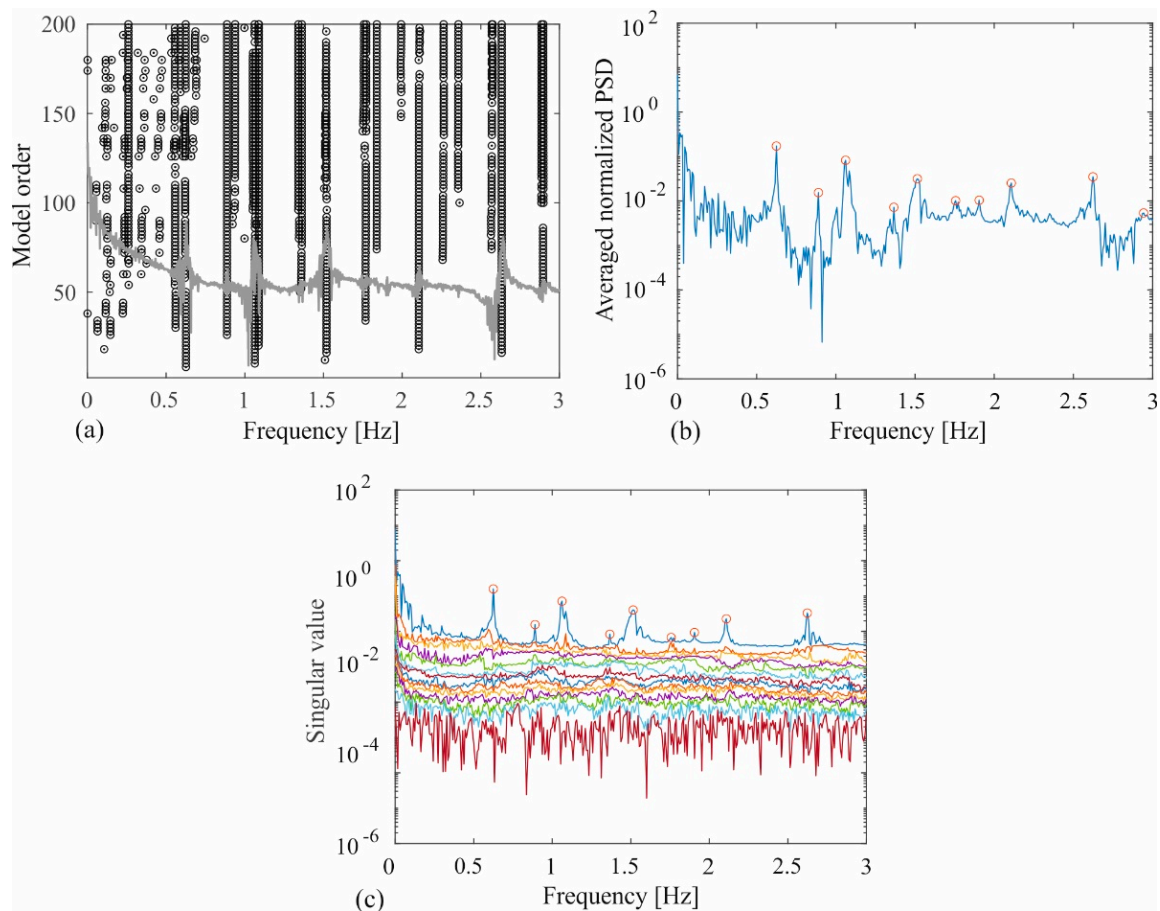 200
150
100
50
0 0.5 1 1.5 2 2.5 3
Model order
(a) Frequency [Hz]
10 2
10 0
10 -2
10 -4
10 -6
0 0.5 1 1.5 2 2.5 3
Averaged normalized PSD
(b) Frequency [Hz]
10 2
10 0
10 -2
10 -4
10 -6
0 0.5 1 1.5 2 2.5 3
Singular value
(c) Frequency [Hz]